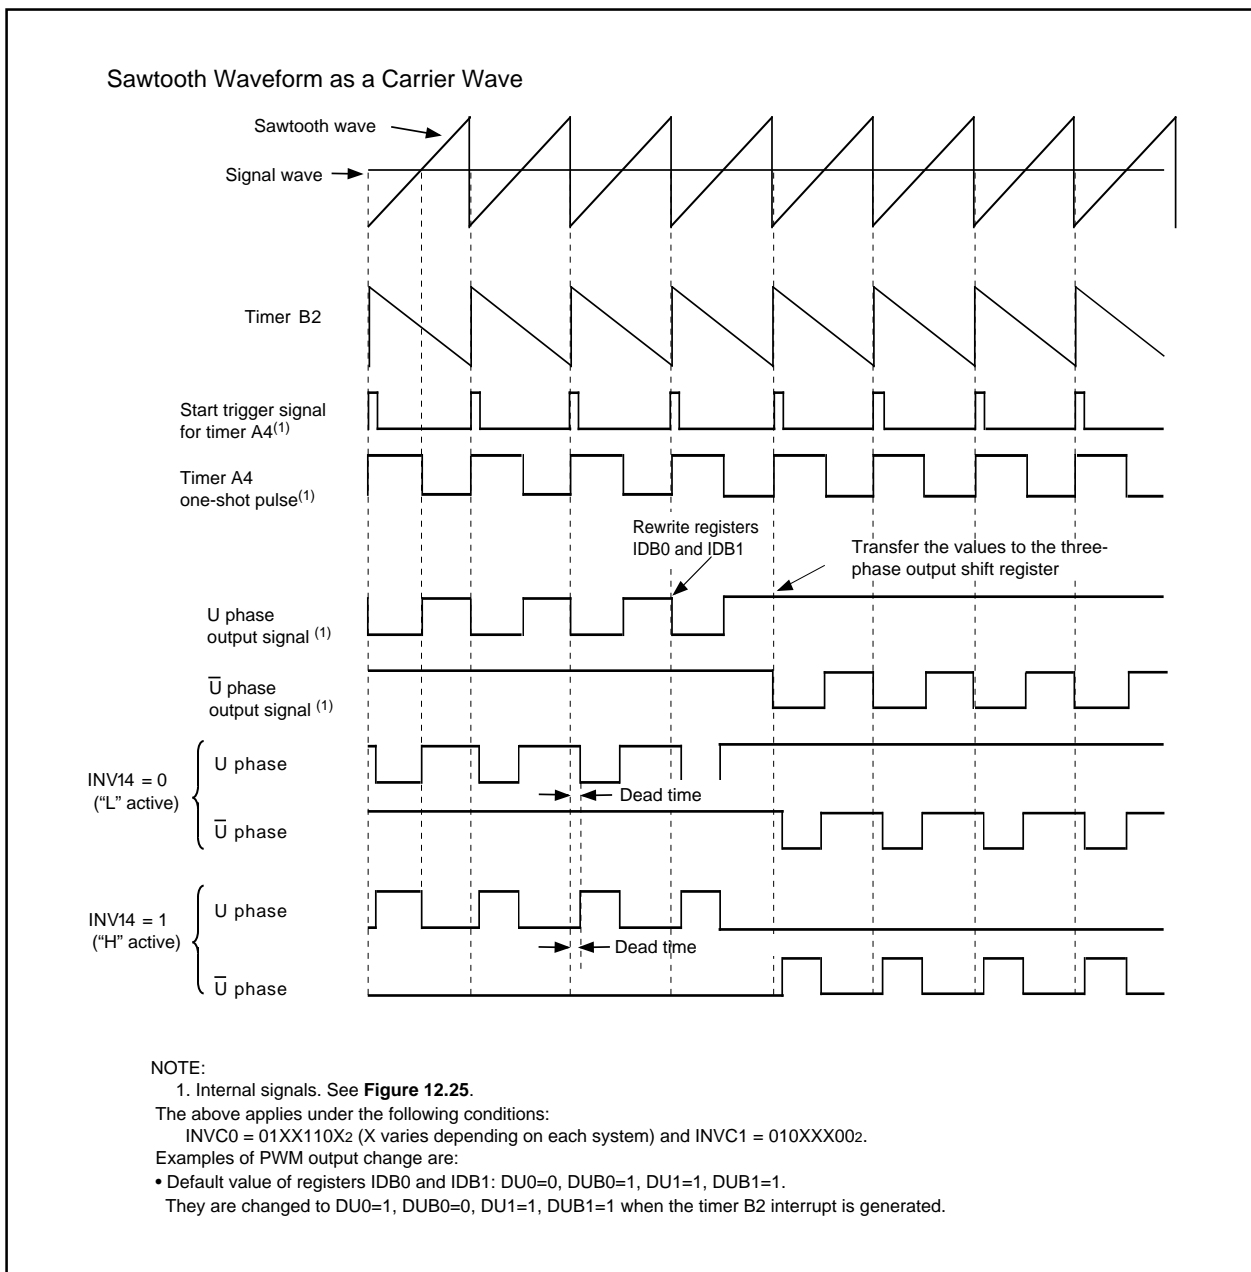 Sawtooth Waveform as a Carrier Wave
Sawtooth wave
Signal wave
Timer B2
Start trigger signal
for timer A4(1)
Timer A4
one-shot pulse(1)
Rewrite registers
IDB0 and IDB1
Transfer the values to the three-
phase output shift register
U phase
output signal (1)
U̅ phase
output signal (1)
INV14 = 0
(“L” active)
U phase
Dead time
U̅ phase
INV14 = 1
(“H” active)
U phase
Dead time
U̅ phase
NOTE:
1. Internal signals. See Figure 12.25.
The above applies under the following conditions:
INVC0 = 01XX110X2 (X varies depending on each system) and INVC1 = 010XXX002.
Examples of PWM output change are:
• Default value of registers IDB0 and IDB1: DU0=0, DUB0=1, DU1=1, DUB1=1.
They are changed to DU0=1, DUB0=0, DU1=1, DUB1=1 when the timer B2 interrupt is generated.